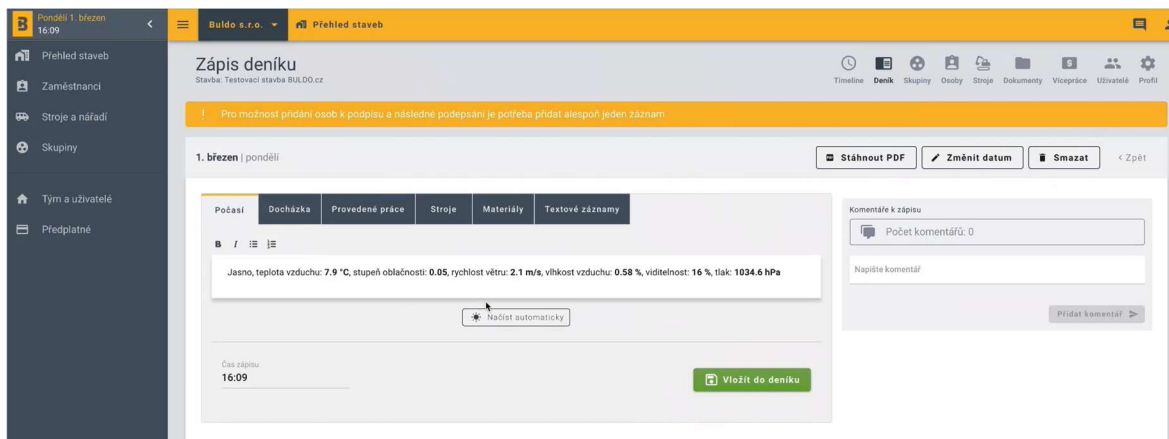 B
Pondělí 1. březen
16:09
Buldo s.r.o.
Přehled staveb
Přehled staveb
Zaměstnanci
Stroje a nářadí
Skupiny
Tým a uživatelé
Předplatné
Zápis deníku
Stavba: Testovací stavba BULDO.cz
Timeline Deník Skupiny Osoby Stroje Dokumenty Vícepráce Uživatelé Profil
! Pro možnost přidání osob k podpisu a následné podepsání je potřeba přidat alespoň jeden záznam
1. březen | pondělí
Stáhnout PDF
Změnit datum
Smazat
< Zpět
Počasí Docházka Provedené práce Stroje Materiály Textové záznamy
B I
Jasno, teplota vzduchu: 7.9 °C, stupeň oblačnosti: 0.05, rychlost větru: 2.1 m/s, vlhkost vzduchu: 0.58 %, viditelnost: 16 %, tlak: 1034.6 hPa
Načíst automaticky
Čas zápisu
16:09
Vložit do deníku
Komentáře k zápisu
Počet komentářů: 0
Napište komentář
Přidat komentář